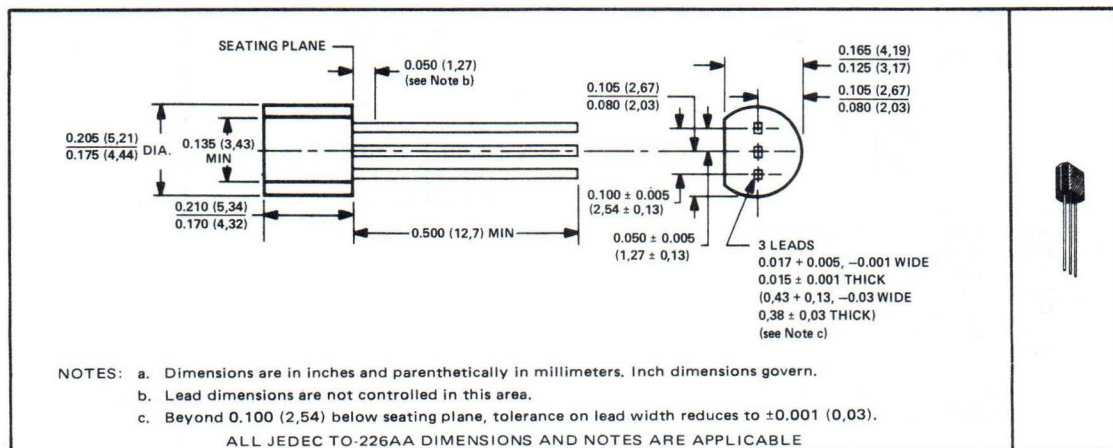 SEATING PLANE
0.050 (1,27)
(see Note b)
0.205 (5,21)
0.175 (4,44) DIA.
0.135 (3,43)
MIN
0.210 (5,34)
0.170 (4,32)
0.500 (12,7) MIN
0.165 (4,19)
0.125 (3,17)
0.105 (2,67)
0.080 (2,03)
0.105 (2,67)
0.080 (2,03)
0.100 ± 0.005
(2,54 ± 0,13)
0.050 ± 0.005
(1,27 ± 0,13)
3 LEADS
0.017 + 0.005, −0.001 WIDE
0.015 ± 0.001 THICK
(0,43 + 0,13, −0.03 WIDE
0,38 ± 0,03 THICK)
(see Note c)
NOTES: a. Dimensions are in inches and parenthetically in millimeters. Inch dimensions govern.
b. Lead dimensions are not controlled in this area.
c. Beyond 0.100 (2,54) below seating plane, tolerance on lead width reduces to ±0.001 (0,03).
ALL JEDEC TO-226AA DIMENSIONS AND NOTES ARE APPLICABLE